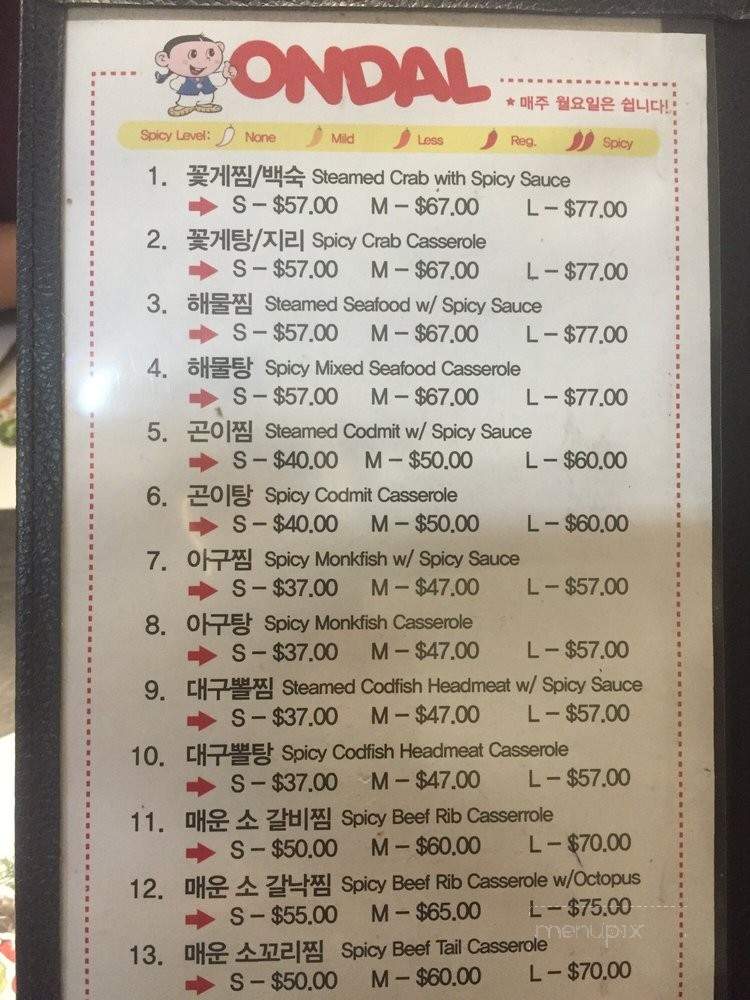 ONDAL
★ 매주 월요일은 쉽니다!
Spicy Level: None Mild Less Reg. Spicy
1. 꽃게찜/백숙 Steamed Crab with Spicy Sauce
S – $57.00 M – $67.00 L – $77.00
2. 꽃게탕/지리 Spicy Crab Casserole
S – $57.00 M – $67.00 L – $77.00
3. 해물찜 Steamed Seafood w/ Spicy Sauce
S – $57.00 M – $67.00 L – $77.00
4. 해물탕 Spicy Mixed Seafood Casserole
S – $57.00 M – $67.00 L – $77.00
5. 곤이찜 Steamed Codmit w/ Spicy Sauce
S – $40.00 M – $50.00 L – $60.00
6. 곤이탕 Spicy Codmit Casserole
S – $40.00 M – $50.00 L – $60.00
7. 아구찜 Spicy Monkfish w/ Spicy Sauce
S – $37.00 M – $47.00 L – $57.00
8. 아구탕 Spicy Monkfish Casserole
S – $37.00 M – $47.00 L – $57.00
9. 대구뽈찜 Steamed Codfish Headmeat w/ Spicy Sauce
S – $37.00 M – $47.00 L – $57.00
10. 대구뽈탕 Spicy Codfish Headmeat Casserole
S – $37.00 M – $47.00 L – $57.00
11. 매운 소 갈비찜 Spicy Beef Rib Casserrole
S – $50.00 M – $60.00 L – $70.00
12. 매운 소 갈낙찜 Spicy Beef Rib Casserole w/Octopus
S – $55.00 M – $65.00 L – $75.00
menupix
13. 매운 소꼬리찜 Spicy Beef Tail Casserole
S – $50.00 M – $60.00 L – $70.00